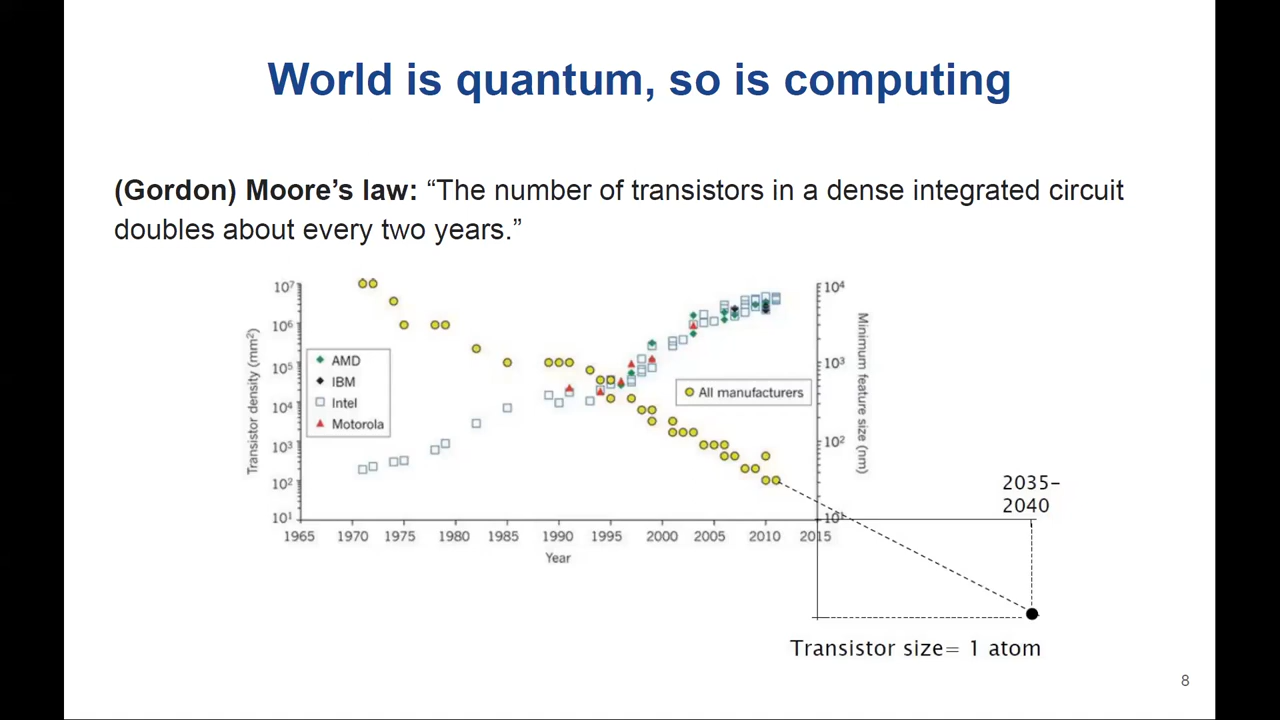 World is quantum, so is computing
(Gordon) Moore’s law: “The number of transistors in a dense integrated circuit
doubles about every two years.”
10⁷
10⁶
10⁵
10⁴
10³
10²
10¹
Transistor density (mm²)
AMD
IBM
Intel
Motorola
All manufacturers
10⁴
10³
10²
10¹
Minimum feature size (nm)
1965 1970 1975 1980 1985 1990 1995 2000 2005 2010 2015
Year
2035–
2040
Transistor size= 1 atom
8